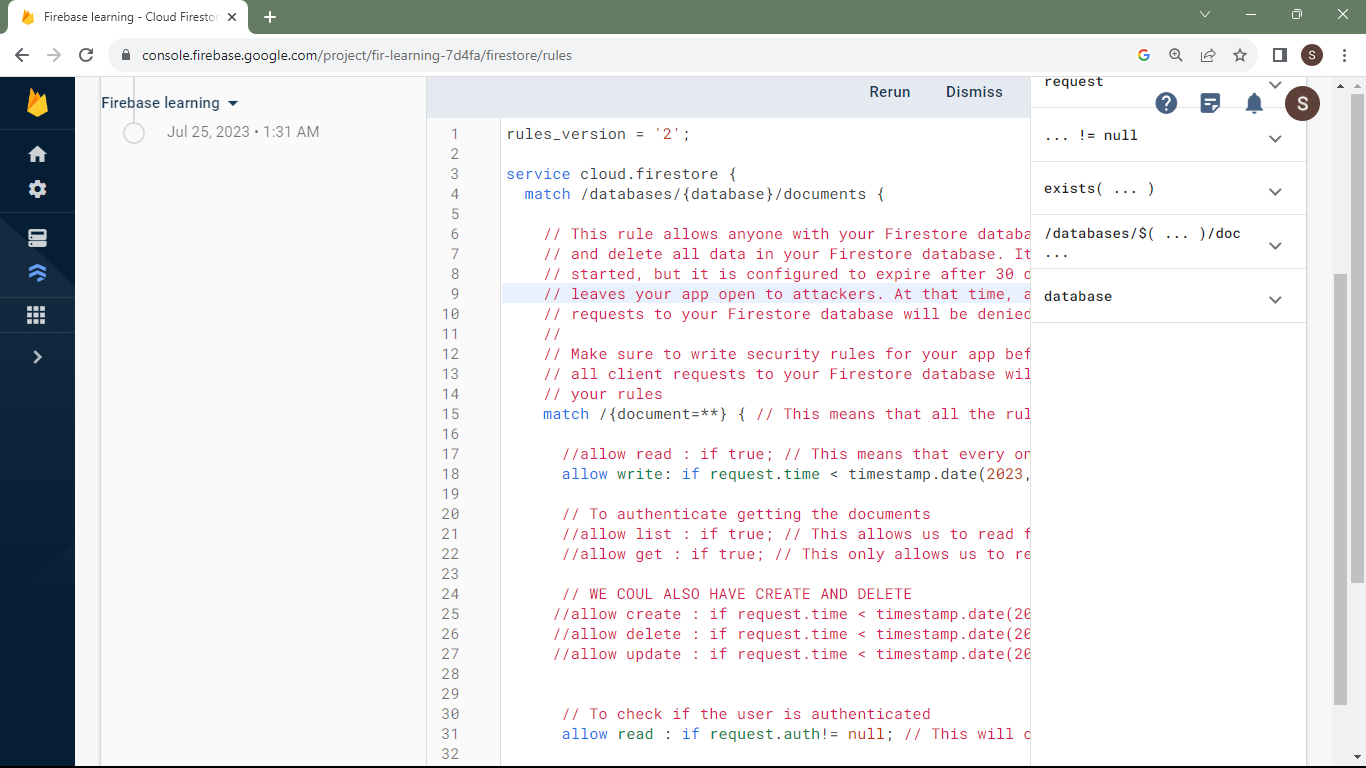 Firebase learning - Cloud Firestor
console.firebase.google.com/project/fir-learning-7d4fa/firestore/rules
S
Firebase learning
Jul 25, 2023 • 1:31 AM
Rerun Dismiss
S
1 rules_version = '2';
2
3 service cloud.firestore {
4 match /databases/{database}/documents {
5
6 // This rule allows anyone with your Firestore databa
7 // and delete all data in your Firestore database. It
8 // started, but it is configured to expire after 30 d
9 // leaves your app open to attackers. At that time, a
10 // requests to your Firestore database will be denied
11 //
12 // Make sure to write security rules for your app bef
13 // all client requests to your Firestore database wil
14 // your rules
15 match /{document=**} { // This means that all the rul
16
17 //allow read : if true; // This means that every on
18 allow write: if request.time < timestamp.date(2023,
19
20 // To authenticate getting the documents
21 //allow list : if true; // This allows us to read f
22 //allow get : if true; // This only allows us to re
23
24 // WE COUL ALSO HAVE CREATE AND DELETE
25 //allow create : if request.time < timestamp.date(20
26 //allow delete : if request.time < timestamp.date(20
27 //allow update : if request.time < timestamp.date(20
28
29
30 // To check if the user is authenticated
31 allow read : if request.auth!= null; // This will c
32
request
... != null
exists( ... )
/databases/$( ... )/doc
...
database